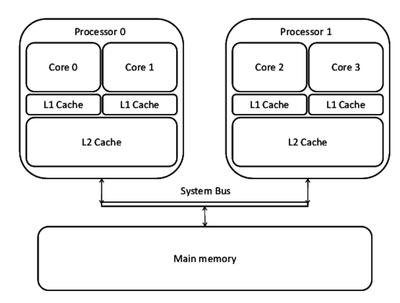 Processor 0
Processor 1
Core 0
Core 1
Core 2
Core 3
L1 Cache
L1 Cache
L1 Cache
L1 Cache
L2 Cache
L2 Cache
System Bus
Main memory